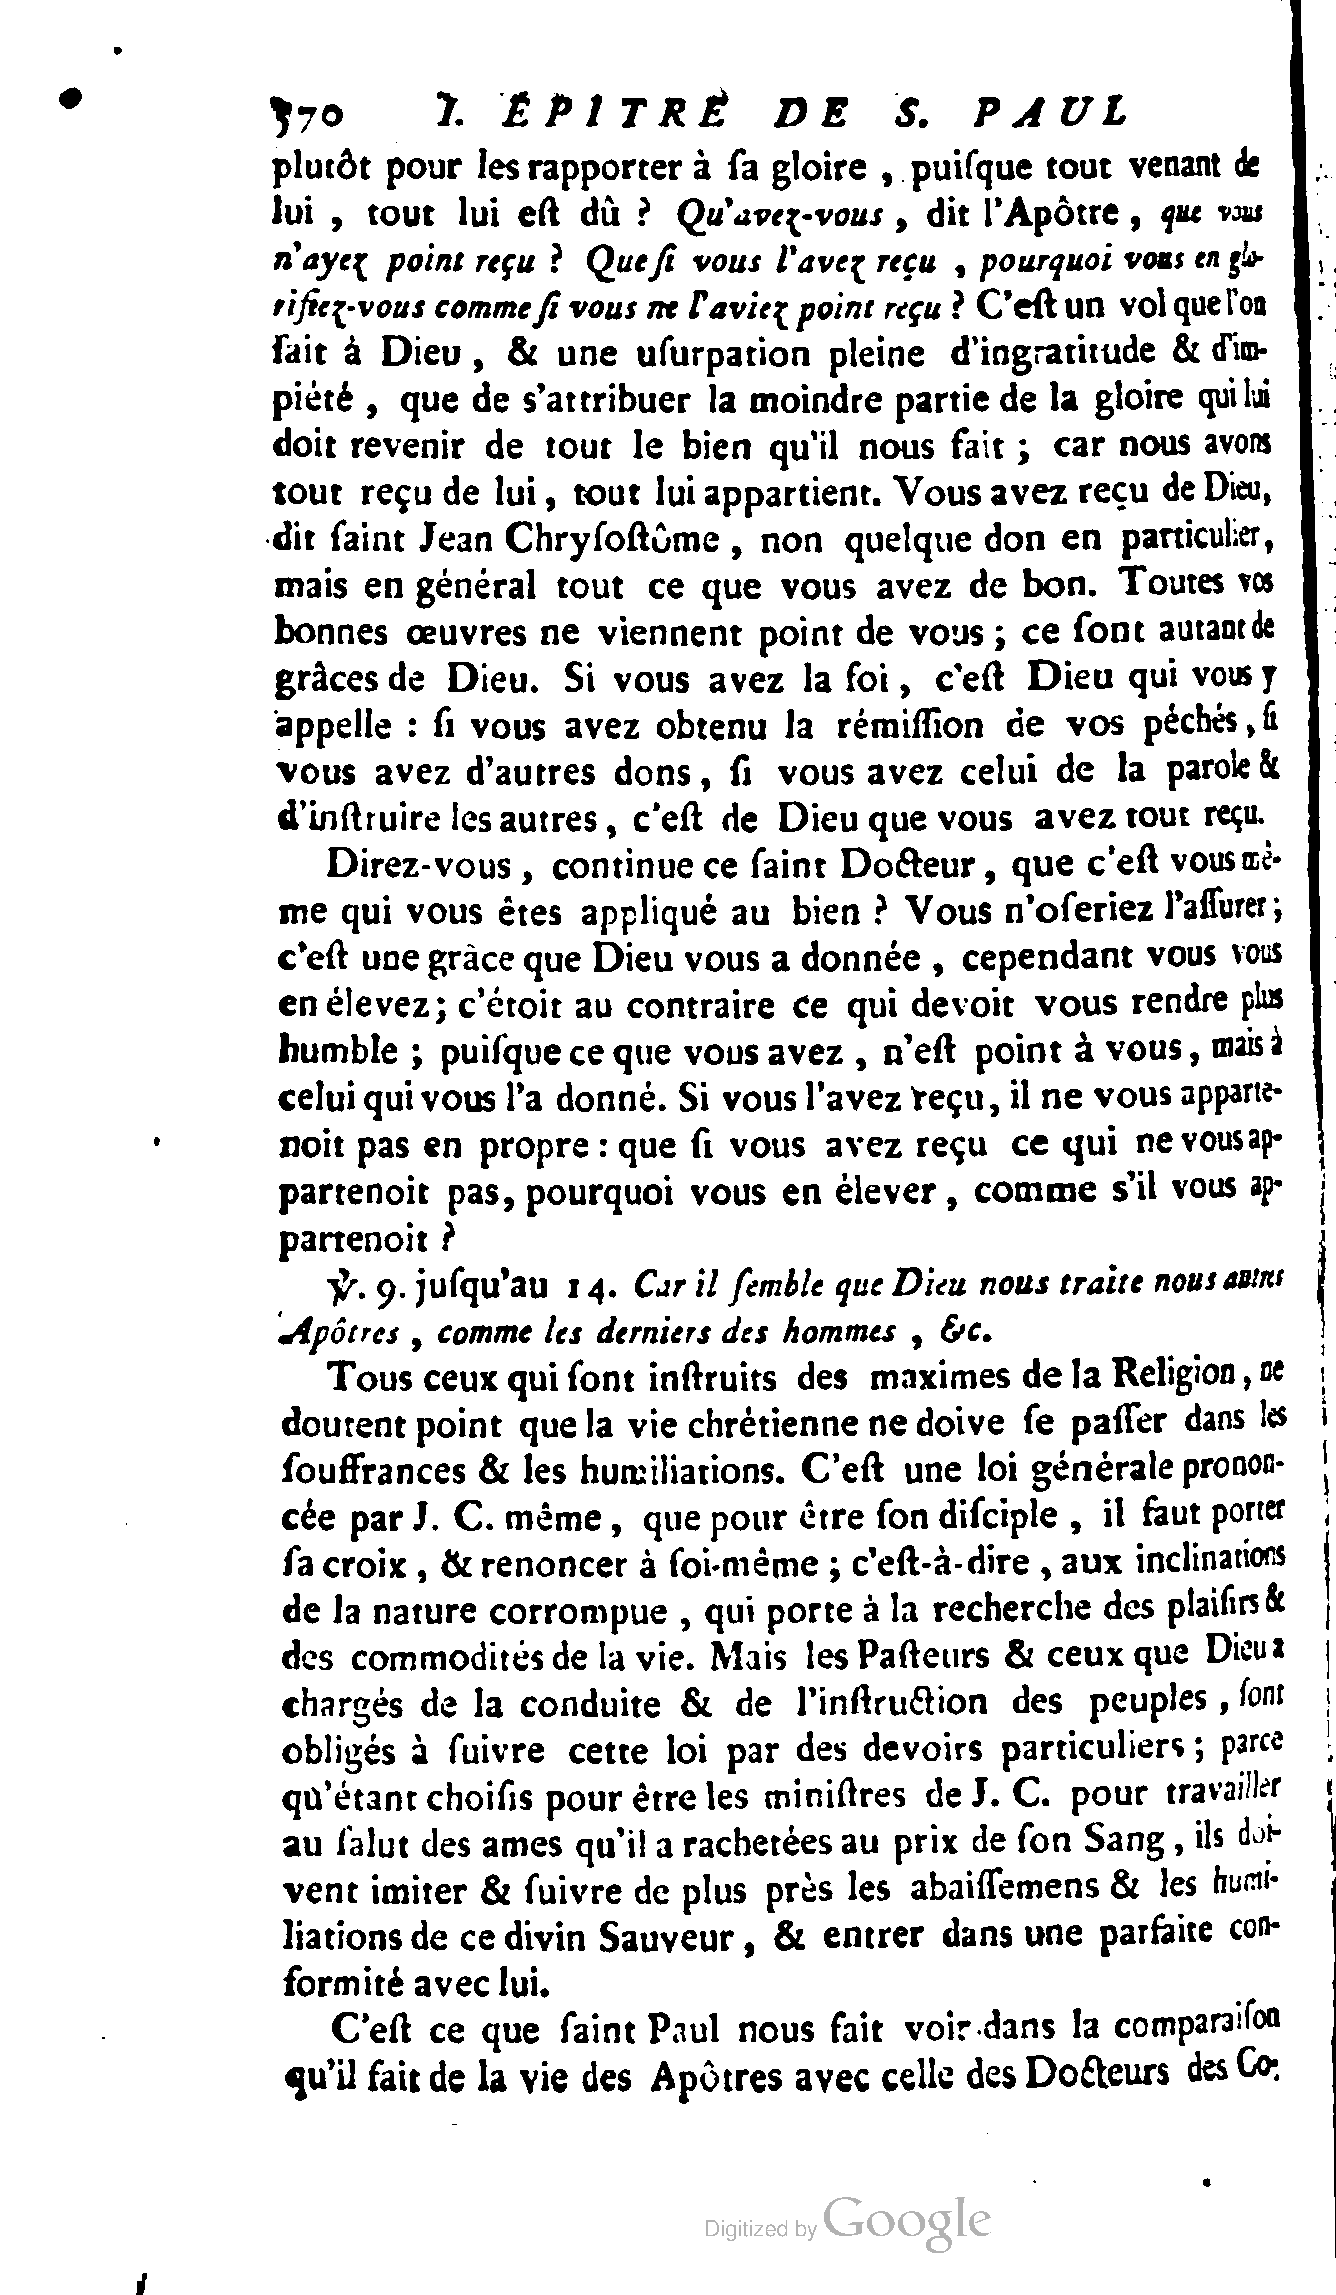 570 I. ÉPITRE DE S. PAUL
plutôt pour les rapporter à ſa gloire , puiſque tout venant de
lui , tout lui eſt dû ? Qu'avez-vous , dit l'Apôtre , que vous
n'ayez point reçu ? Que ſi vous l'avez reçu , pourquoi vous en glo-
rifiez-vous comme ſi vous ne l'aviez point reçu ? C'eſt un vol que l'on
fait à Dieu , & une uſurpation pleine d'ingratitude & d'im-
piété , que de s'attribuer la moindre partie de la gloire qui lui
doit revenir de tout le bien qu'il nous fait ; car nous avons
tout reçu de lui , tout lui appartient. Vous avez reçu de Dieu,
dit ſaint Jean Chryſoſtôme , non quelque don en particulier,
mais en général tout ce que vous avez de bon. Toutes vos
bonnes œuvres ne viennent point de vous ; ce ſont autant de
grâces de Dieu. Si vous avez la foi , c'eſt Dieu qui vous y
appelle : ſi vous avez obtenu la rémiſſion de vos péchés , ſi
vous avez d'autres dons , ſi vous avez celui de la parole &
d'inſtruire les autres , c'eſt de Dieu que vous avez tout reçu.
Direz-vous , continue ce ſaint Docteur , que c'eſt vous mê-
me qui vous êtes appliqué au bien ? Vous n'oſeriez l'aſſurer ;
c'eſt une grâce que Dieu vous a donnée , cependant vous vous
en élevez ; c'étoit au contraire ce qui devoit vous rendre plus
humble ; puiſque ce que vous avez , n'eſt point à vous , mais à
celui qui vous l'a donné. Si vous l'avez reçu, il ne vous apparte-
noit pas en propre : que ſi vous avez reçu ce qui ne vous ap-
partenoit pas, pourquoi vous en élever , comme s'il vous ap-
partenoit ?
℣. 9. juſqu'au 14. Car il ſemble que Dieu nous traite nous autres
Apôtres , comme les derniers des hommes , &c.
Tous ceux qui ſont inſtruits des maximes de la Religion , ne
doutent point que la vie chrétienne ne doive ſe paſſer dans les
ſouffrances & les humiliations. C'eſt une loi générale pronon-
cée par J. C. même , que pour être ſon diſciple , il faut porter
ſa croix , & renoncer à ſoi-même ; c'eſt-à-dire , aux inclinations
de la nature corrompue , qui porte à la recherche des plaiſirs &
des commodités de la vie. Mais les Paſteurs & ceux que Dieu a
chargés de la conduite & de l'inſtruction des peuples , ſont
obligés à ſuivre cette loi par des devoirs particuliers ; parce
qu'étant choiſis pour être les miniſtres de J. C. pour travailler
au ſalut des ames qu'il a rachetées au prix de ſon Sang , ils doi-
vent imiter & ſuivre de plus près les abaiſſemens & les humi-
liations de ce divin Sauveur , & entrer dans une parfaite con-
formité avec lui.
C'eſt ce que ſaint Paul nous fait voir dans la comparaiſon
qu'il fait de la vie des Apôtres avec celle des Docteurs des Co-
Digitized by Google